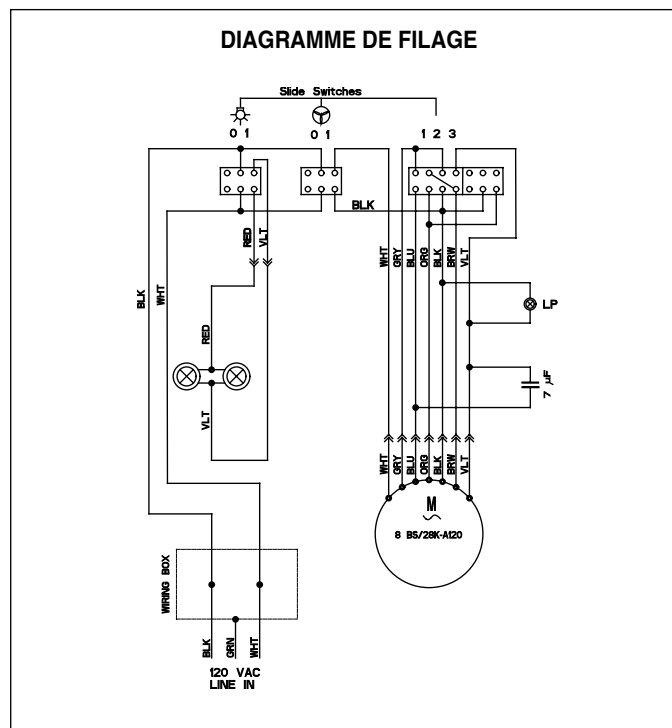 DIAGRAMME DE FILAGE
Slide Switches
0 1
0 1
1 2 3
BLK
RED
VLT
WHT
GRY
BLU
ORG
BLK
BRW
VLT
BLK
WHT
LP
RED
7 µF
VLT
WHT
GRY
BLU
ORG
BLK
BRW
VLT
M
8 BS/28K-A120
WIRING BOX
BLK
GRN
WHT
120 VAC
LINE IN